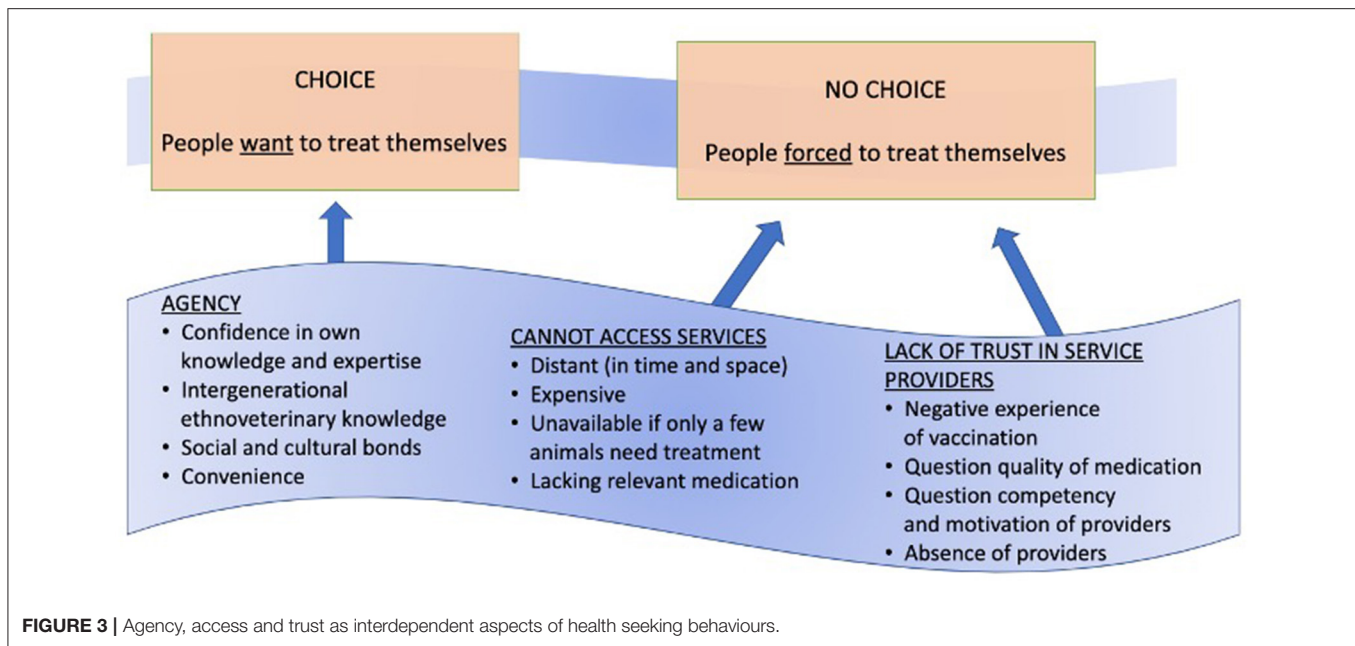 CHOICE
People want to treat themselves
NO CHOICE
People forced to treat themselves
AGENCY
• Confidence in own
knowledge and expertise
• Intergenerational
ethnoveterinary knowledge
• Social and cultural bonds
• Convenience
CANNOT ACCESS SERVICES
• Distant (in time and space)
• Expensive
• Unavailable if only a few
animals need treatment
• Lacking relevant medication
LACK OF TRUST IN SERVICE
PROVIDERS
• Negative experience
of vaccination
• Question quality of medication
• Question competency
and motivation of providers
• Absence of providers
FIGURE 3 | Agency, access and trust as interdependent aspects of health seeking behaviours.